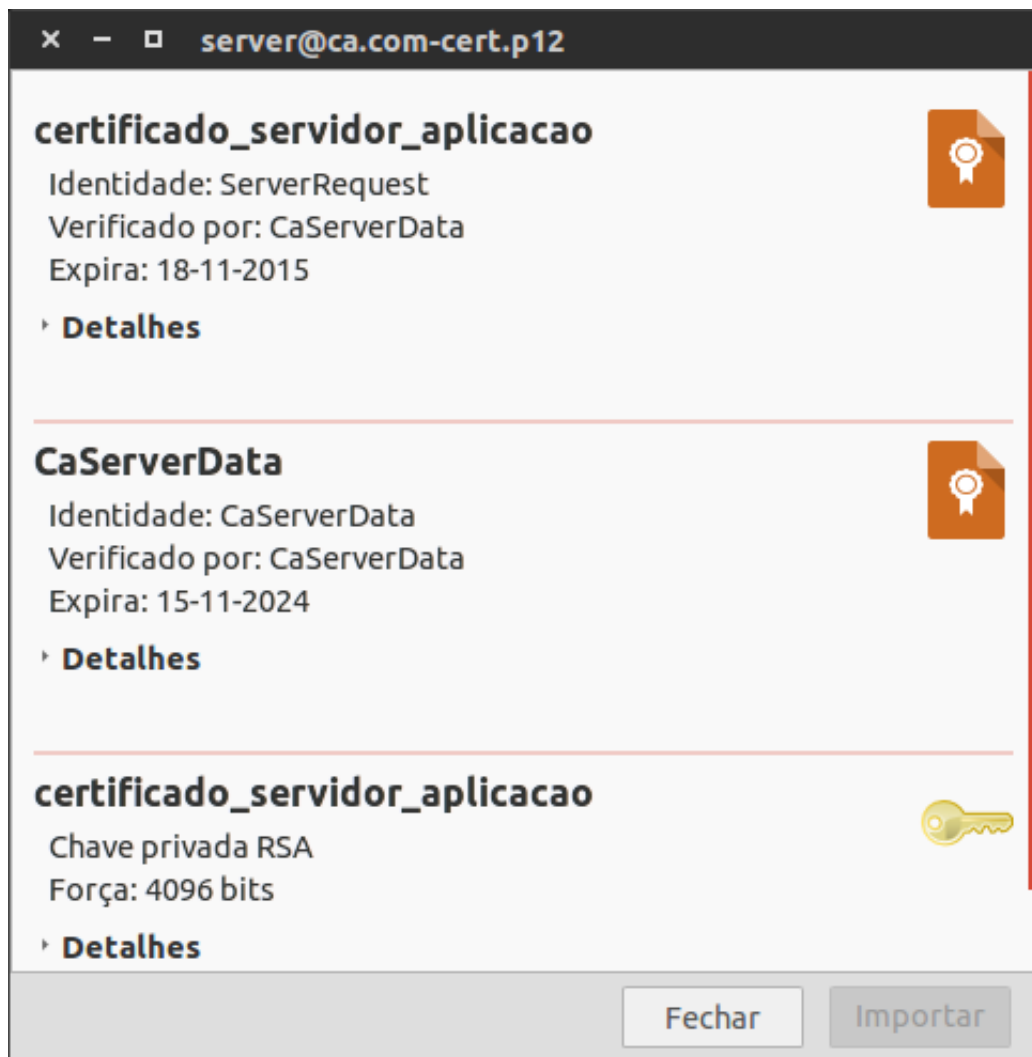 server@ca.com-cert.p12
certificado_servidor_aplicacao
Identidade: ServerRequest
Verificado por: CaServerData
Expira: 18-11-2015
Detalhes
CaServerData
Identidade: CaServerData
Verificado por: CaServerData
Expira: 15-11-2024
Detalhes
certificado_servidor_aplicacao
Chave privada RSA
Força: 4096 bits
Detalhes
Fechar
Importar